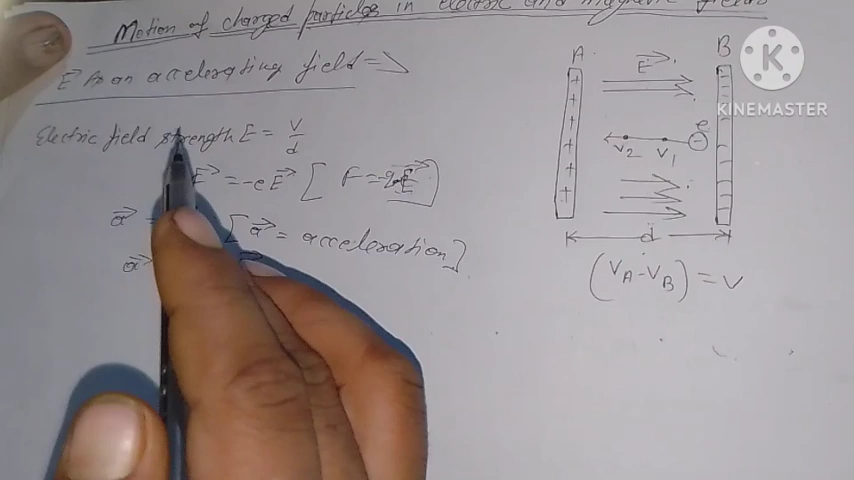 Motion of charged particles in electric and magnetic fields
E⃗ As an accelerating field ⇒
Electric field strength E = V/d
E⃗ = -e E⃗ [ F = qE⃗ ]
a⃗ = [ a⃗ = acceleration ]
a⃗
A B
E⃗
+ + + + + +
e
-
V2 V1
d
(VA - VB) = V
K
KINEMASTER